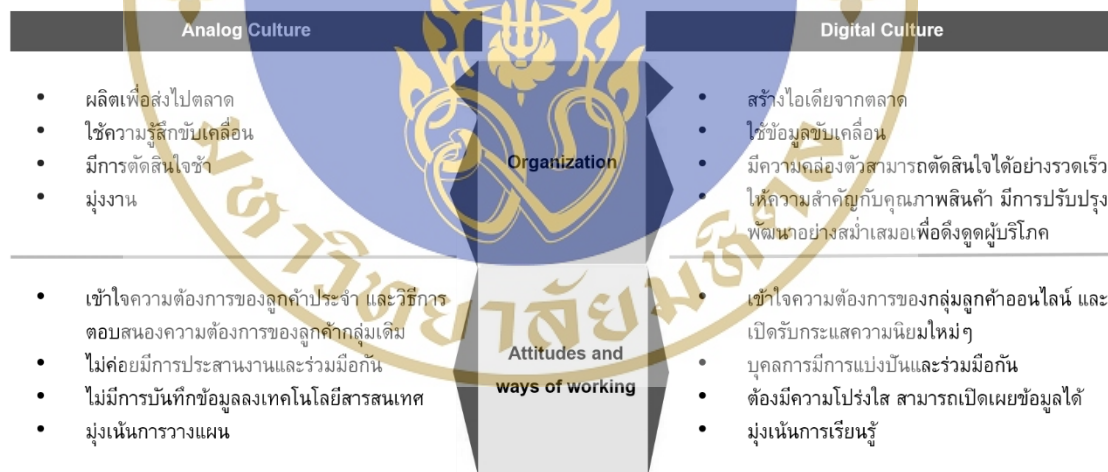 Analog Culture
Digital Culture
• ผลิตเพื่อส่งไปตลาด
• ใช้ความรู้สึกขับเคลื่อน
• มีการตัดสินใจช้า
• มุ่งงาน
Organization
• สร้างไอเดียจากตลาด
• ใช้ข้อมูลขับเคลื่อน
• มีความคล่องตัวสามารถตัดสินใจได้อย่างรวดเร็ว
• ให้ความสำคัญกับคุณภาพสินค้า มีการปรับปรุง
พัฒนาอย่างสม่ำเสมอเพื่อดึงดูดผู้บริโภค
• เข้าใจความต้องการของลูกค้าประจำ และวิธีการ
ตอบสนองความต้องการของลูกค้ากลุ่มเดิม
• ไม่ค่อยมีการประสานงานและร่วมมือกัน
• ไม่มีการบันทึกข้อมูลลงเทคโนโลยีสารสนเทศ
• มุ่งเน้นการวางแผน
Attitudes and
ways of working
• เข้าใจความต้องการของกลุ่มลูกค้าออนไลน์ และ
เปิดรับกระแสความนิยมใหม่ๆ
• บุคลการมีการแบ่งปันและร่วมมือกัน
• ต้องมีความโปร่งใส สามารถเปิดเผยข้อมูลได้
• มุ่งเน้นการเรียนรู้
มหาวิทยาลัยมหิดล